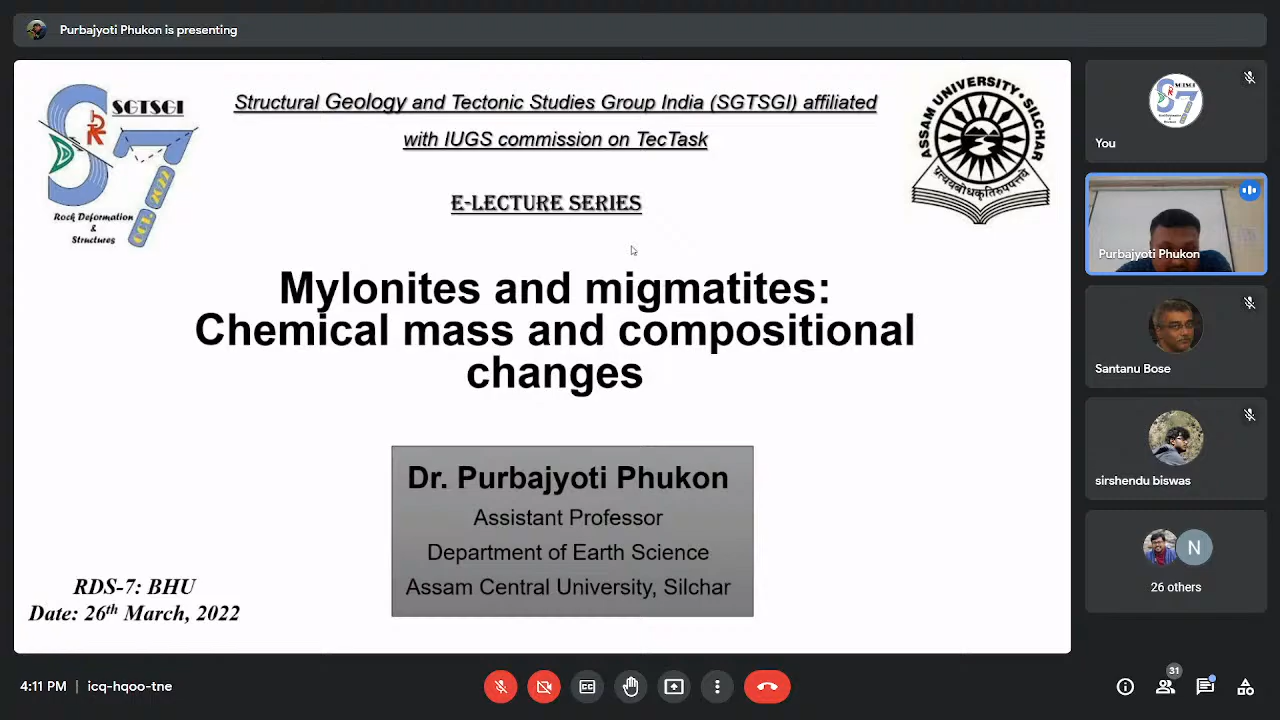 Purbajyoti Phukon is presenting
SGTSGI
Rock Deformation
&
Structures
Structural Geology and Tectonic Studies Group India (SGTSGI) affiliated
with IUGS commission on TecTask
E-LECTURE SERIES
ASSAM UNIVERSITY • SILCHAR
Mylonites and migmatites:
Chemical mass and compositional
changes
Dr. Purbajyoti Phukon
Assistant Professor
Department of Earth Science
Assam Central University, Silchar
RDS-7: BHU
Date: 26th March, 2022
You
Purbajyoti Phukon
Santanu Bose
sirshendu biswas
N
26 others
4:11 PM | icq-hqoo-tne
31